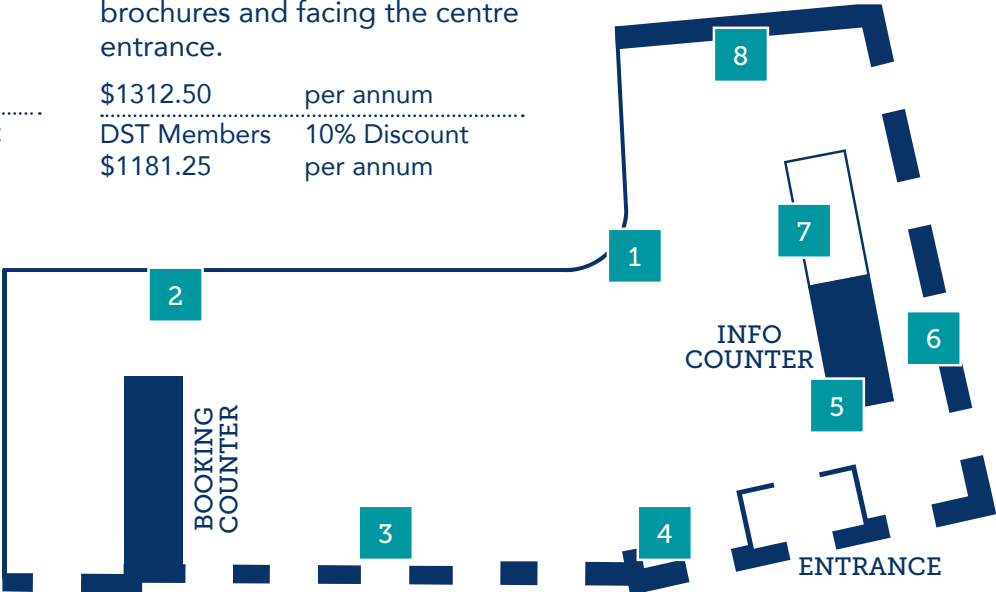 brochures and facing the centre
entrance.
$1312.50 per annum
DST Members 10% Discount
$1181.25 per annum
8
7
1
2
INFO
COUNTER
6
5
BOOKING
COUNTER
3
4
ENTRANCE